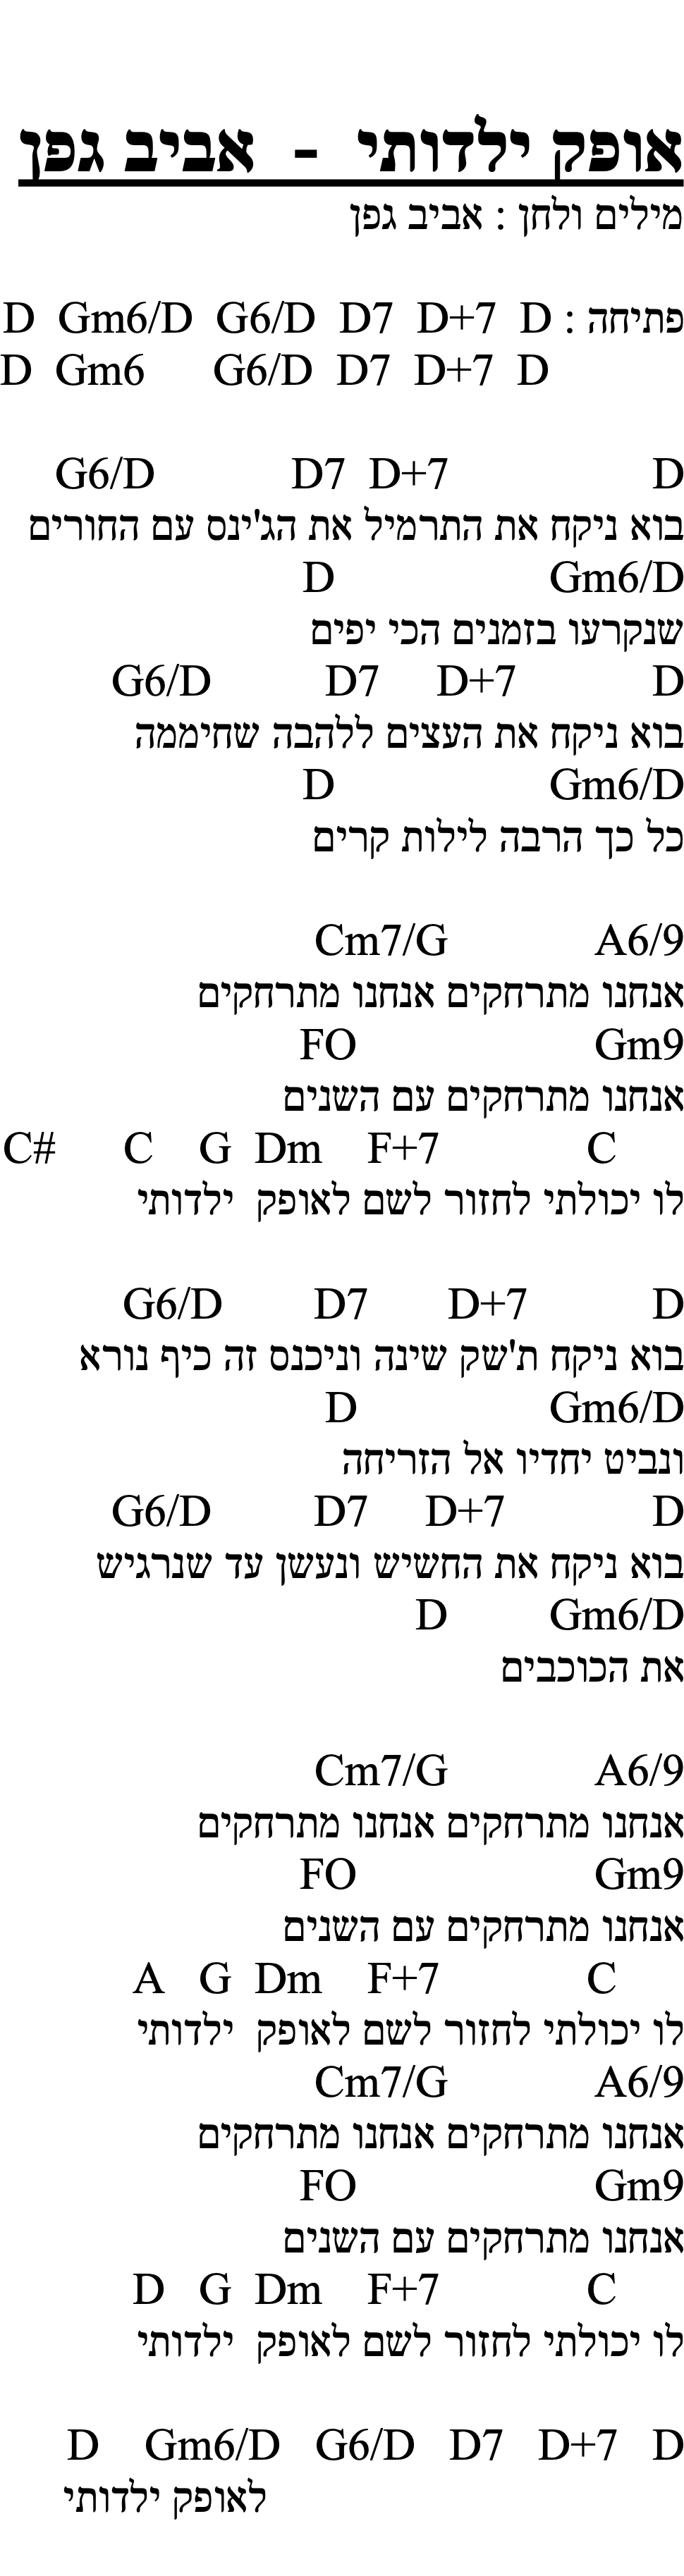 אופק ילדותי - אביב גפן
מילים ולחן : אביב גפן
פתיחה : D  D+7  D7  G6/D  Gm6/D  D
D  D+7  D7  G6/D  Gm6  D
D  D+7  D7  G6/D
בוא ניקח את התרמיל את הג'ינס עם החורים
Gm6/D  D
שנקרעו בזמנים הכי יפים
D  D+7  D7  G6/D
בוא ניקח את העצים ללהבה שחיממה
Gm6/D  D
כל כך הרבה לילות קרים
A6/9  Cm7/G
אנחנו מתרחקים אנחנו מתרחקים
Gm9  FO
אנחנו מתרחקים עם השנים
C  F+7  Dm  G  C  C#
לו יכולתי לחזור לשם לאופק ילדותי
D  D+7  D7  G6/D
בוא ניקח ת'שק שינה וניכנס זה כיף נורא
Gm6/D  D
ונביט יחדיו אל הזריחה
D  D+7  D7  G6/D
בוא ניקח את החשיש ונעשן עד שנרגיש
Gm6/D  D
את הכוכבים
A6/9  Cm7/G
אנחנו מתרחקים אנחנו מתרחקים
Gm9  FO
אנחנו מתרחקים עם השנים
C  F+7  Dm  G  A
לו יכולתי לחזור לשם לאופק ילדותי
A6/9  Cm7/G
אנחנו מתרחקים אנחנו מתרחקים
Gm9  FO
אנחנו מתרחקים עם השנים
C  F+7  Dm  G  D
לו יכולתי לחזור לשם לאופק ילדותי
D  D+7  D7  G6/D  Gm6/D  D
לאופק ילדותי